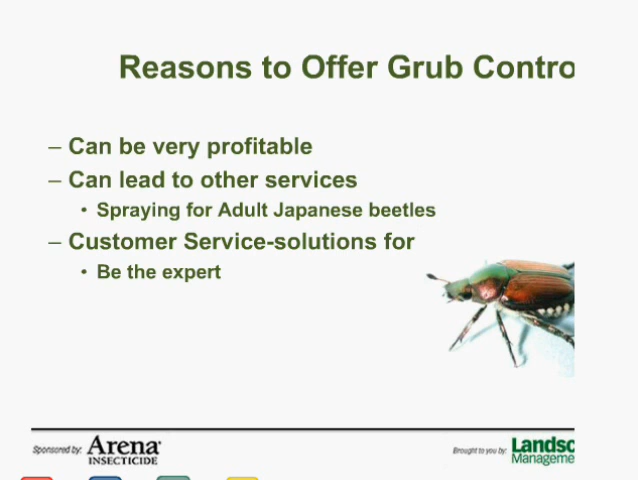 Reasons to Offer Grub Contro
– Can be very profitable
– Can lead to other services
• Spraying for Adult Japanese beetles
– Customer Service-solutions for
• Be the expert
Sponsored by: Arena
INSECTICIDE
Brought to you by: Landsc
Manageme